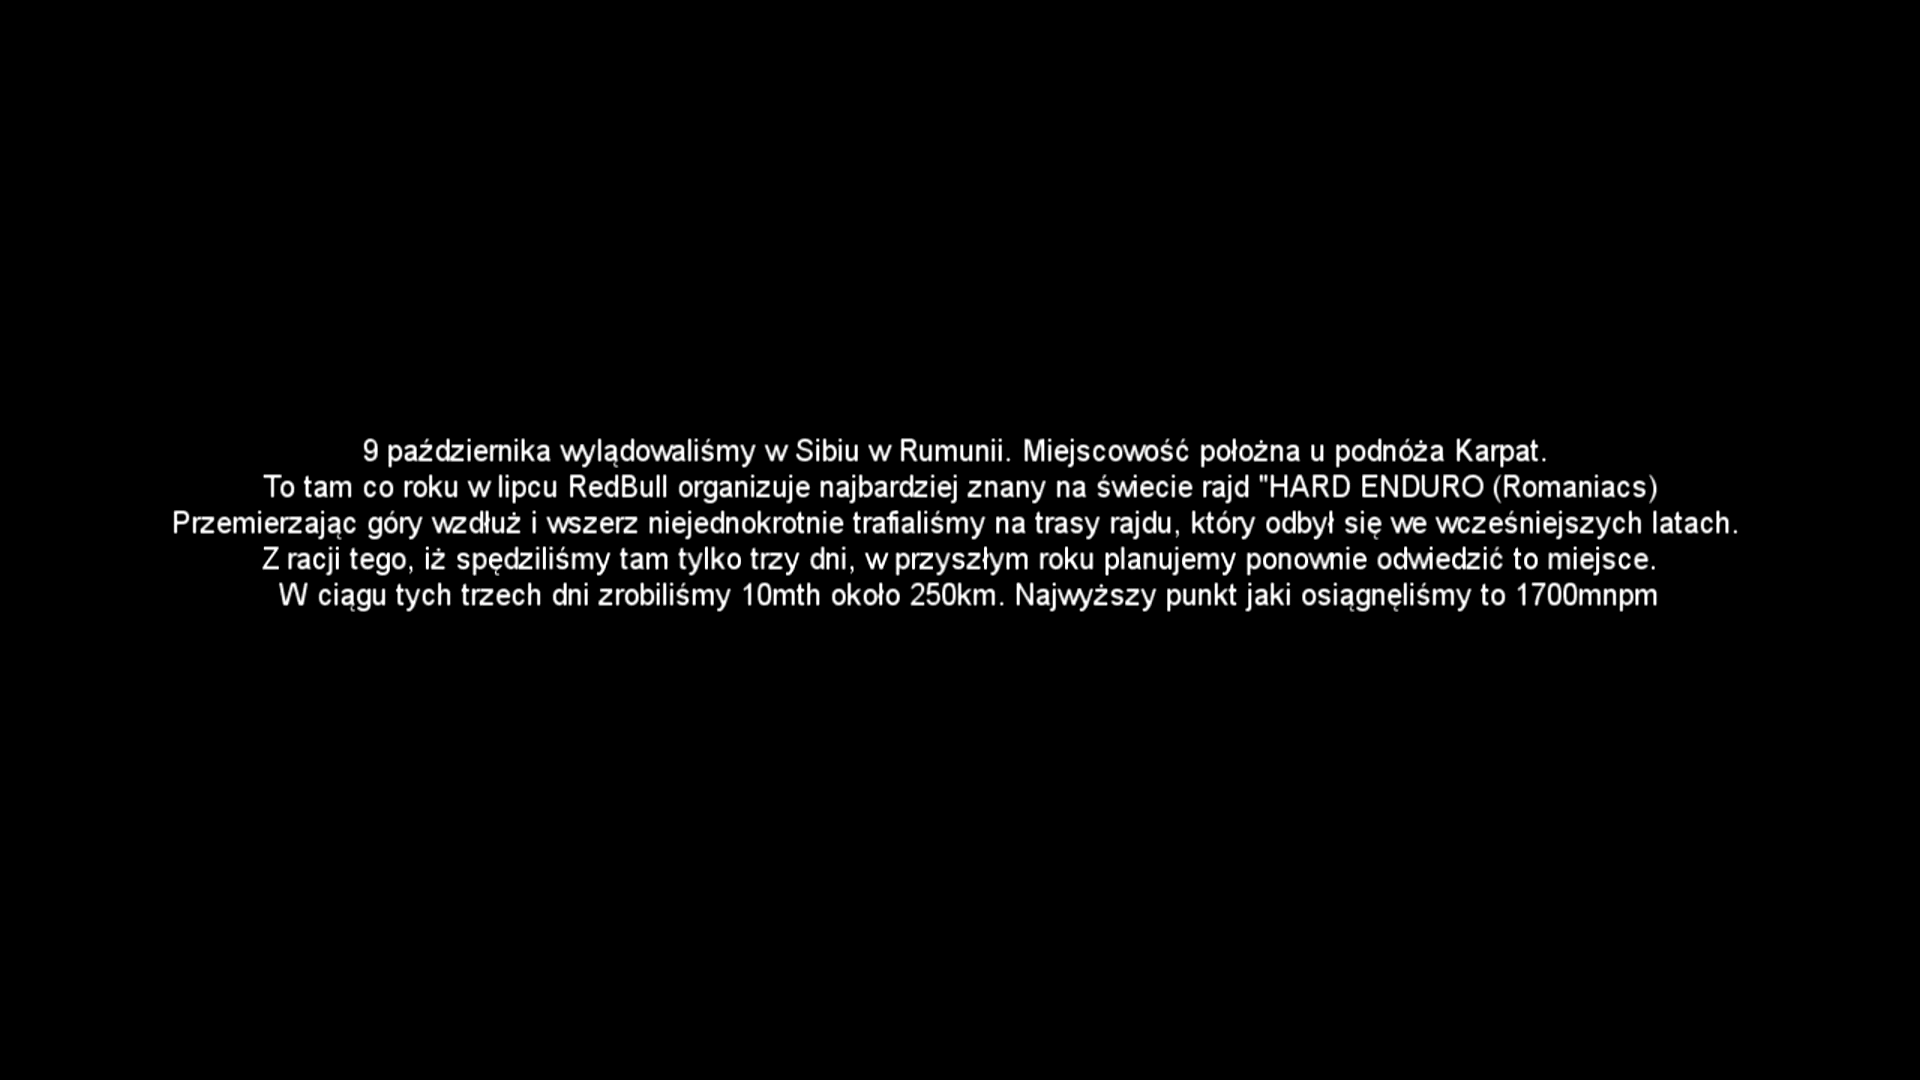 9 października wylądowaliśmy w Sibiu w Rumunii. Miejscowość położna u podnóża Karpat.
To tam co roku w lipcu RedBull organizuje najbardziej znany na świecie rajd "HARD ENDURO (Romaniacs)
Przemierzając góry wzdłuż i wszerz niejednokrotnie trafialiśmy na trasy rajdu, który odbył się we wcześniejszych latach.
Z racji tego, iż spędziliśmy tam tylko trzy dni, w przyszłym roku planujemy ponownie odwiedzić to miejsce.
W ciągu tych trzech dni zrobiliśmy 10mth około 250km. Najwyższy punkt jaki osiągnęliśmy to 1700mnpm